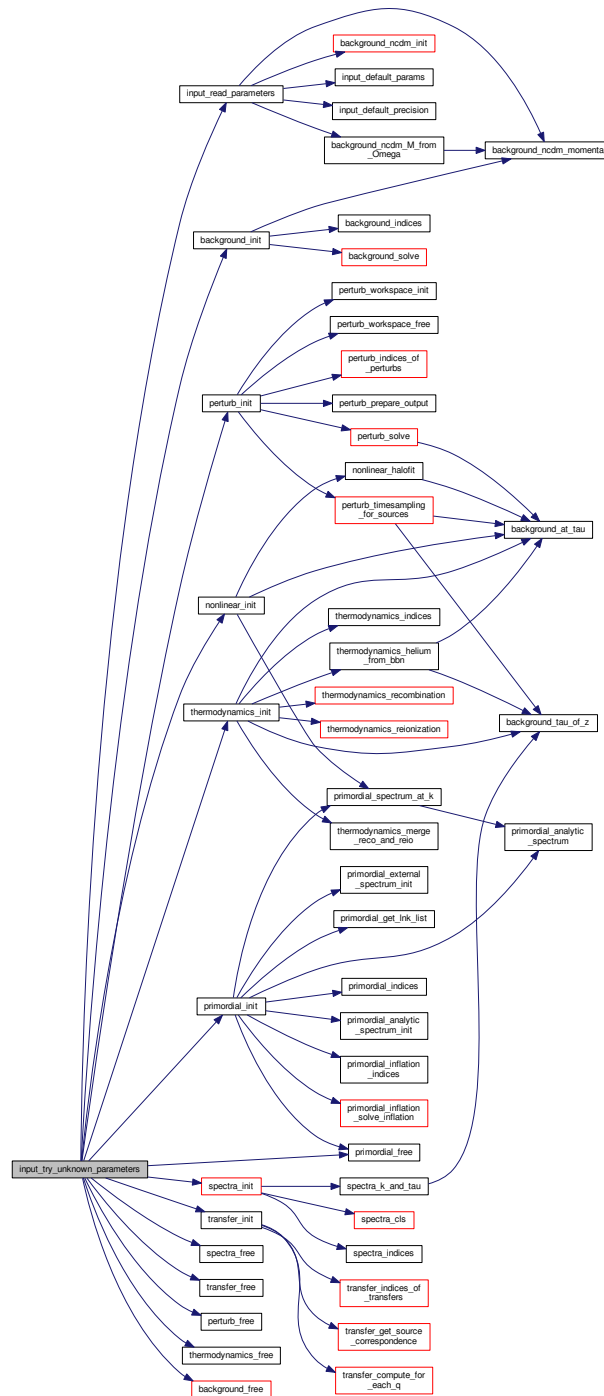 background_ncdm_init
input_default_params
input_read_parameters
input_default_precision
background_ncdm_M_from
_Omega
background_ncdm_momenta
background_indices
background_init
background_solve
perturb_workspace_init
perturb_workspace_free
perturb_indices_of
_perturbs
perturb_init
perturb_prepare_output
perturb_solve
nonlinear_halofit
perturb_timesampling
_for_sources
background_at_tau
nonlinear_init
thermodynamics_indices
thermodynamics_helium
_from_bbn
thermodynamics_recombination
thermodynamics_init
background_tau_of_z
thermodynamics_reionization
primordial_spectrum_at_k
thermodynamics_merge
_reco_and_reio
primordial_analytic
_spectrum
primordial_external
_spectrum_init
primordial_get_lnk_list
primordial_indices
primordial_init
primordial_analytic
_spectrum_init
primordial_inflation
_indices
primordial_inflation
_solve_inflation
primordial_free
input_try_unknown_parameters
spectra_init
spectra_k_and_tau
transfer_init
spectra_cls
spectra_free
spectra_indices
transfer_free
transfer_indices_of
_transfers
perturb_free
transfer_get_source
_correspondence
thermodynamics_free
transfer_compute_for
_each_q
background_free